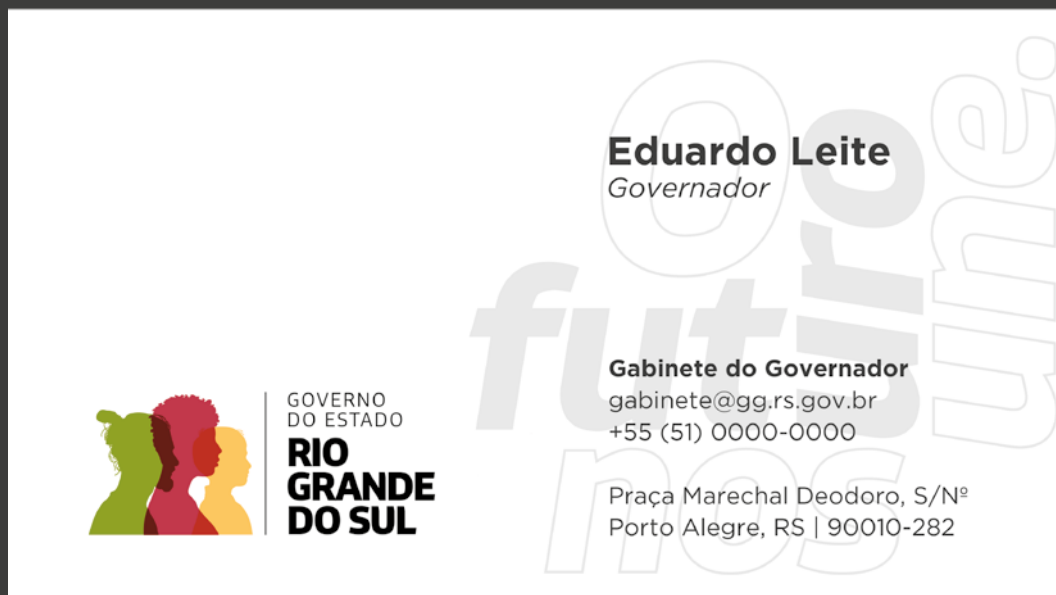 Eduardo Leite
Governador
Gabinete do Governador
gabinete@gg.rs.gov.br
+55 (51) 0000-0000
Praça Marechal Deodoro, S/Nº
Porto Alegre, RS | 90010-282
GOVERNO
DO ESTADO
RIO
GRANDE
DO SUL
O
futuro
nos
une.